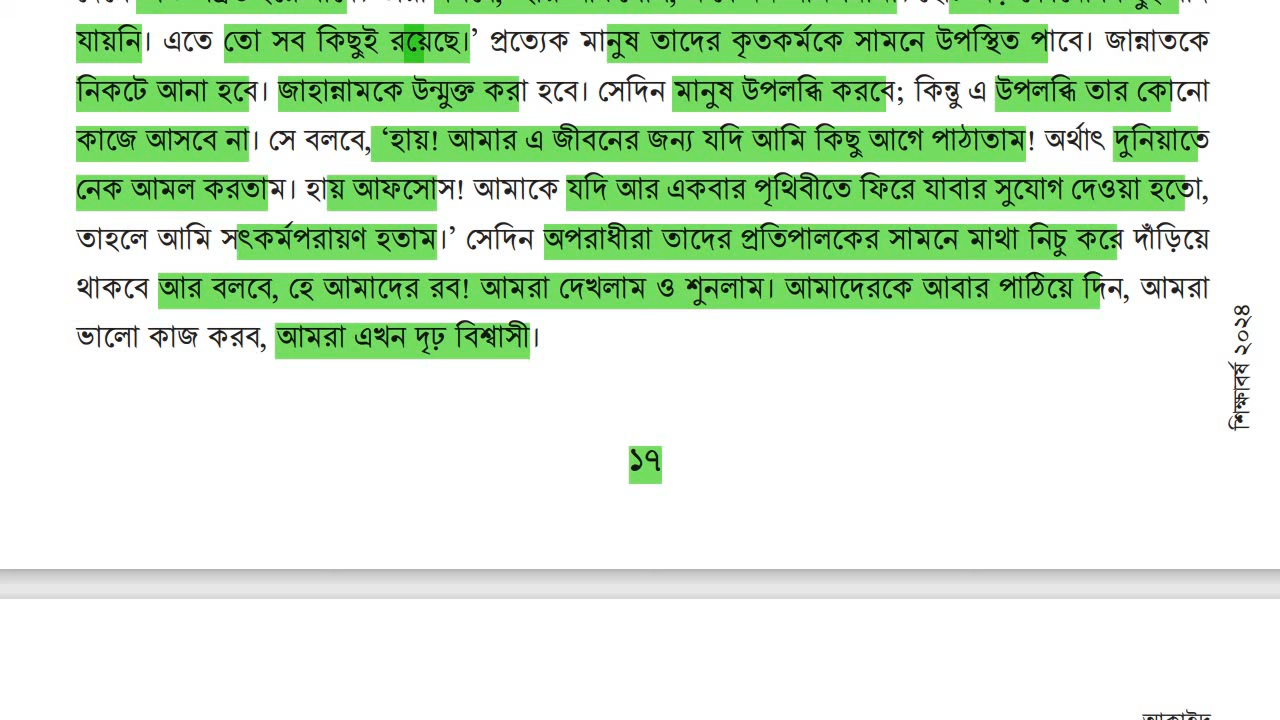 যায়নি। এতে তো সব কিছুই রয়েছে।’ প্রত্যেক মানুষ তাদের কৃতকর্মকে সামনে উপস্থিত পাবে। জান্নাতকে
নিকটে আনা হবে। জাহান্নামকে উন্মুক্ত করা হবে। সেদিন মানুষ উপলব্ধি করবে; কিন্তু এ উপলব্ধি তার কোনো
কাজে আসবে না। সে বলবে, ‘হায়! আমার এ জীবনের জন্য যদি আমি কিছু আগে পাঠাতাম! অর্থাৎ দুনিয়াতে
নেক আমল করতাম। হায় আফসোস! আমাকে যদি আর একবার পৃথিবীতে ফিরে যাবার সুযোগ দেওয়া হতো,
তাহলে আমি সৎকর্মপরায়ণ হতাম।’ সেদিন অপরাধীরা তাদের প্রতিপালকের সামনে মাথা নিচু করে দাঁড়িয়ে
থাকবে আর বলবে, হে আমাদের রব! আমরা দেখলাম ও শুনলাম। আমাদেরকে আবার পাঠিয়ে দিন, আমরা
ভালো কাজ করব, আমরা এখন দৃঢ় বিশ্বাসী।
শিক্ষাবর্ষ ২০২৪
১৭